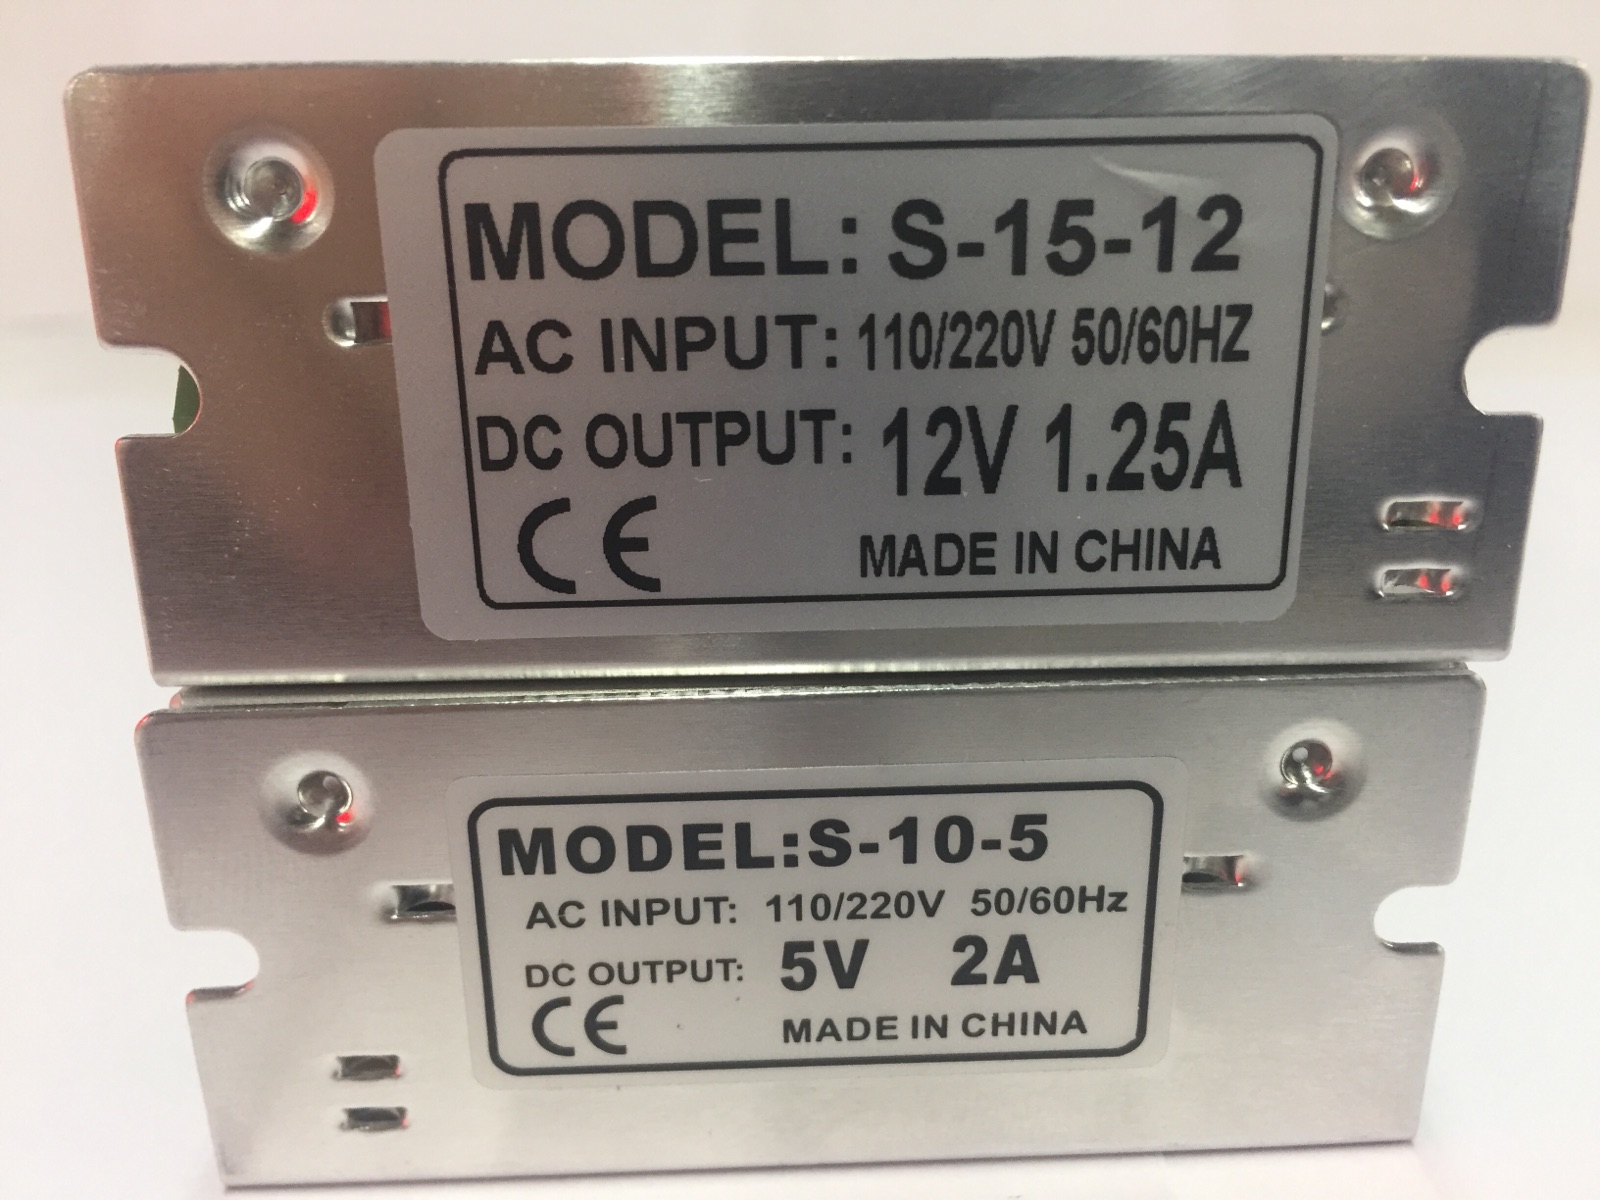 MODEL: S-15-12
AC INPUT: 110/220V 50/60HZ
DC OUTPUT: 12V 1.25A
CE MADE IN CHINA
MODEL:S-10-5
AC INPUT: 110/220V 50/60Hz
DC OUTPUT: 5V 2A
CE MADE IN CHINA